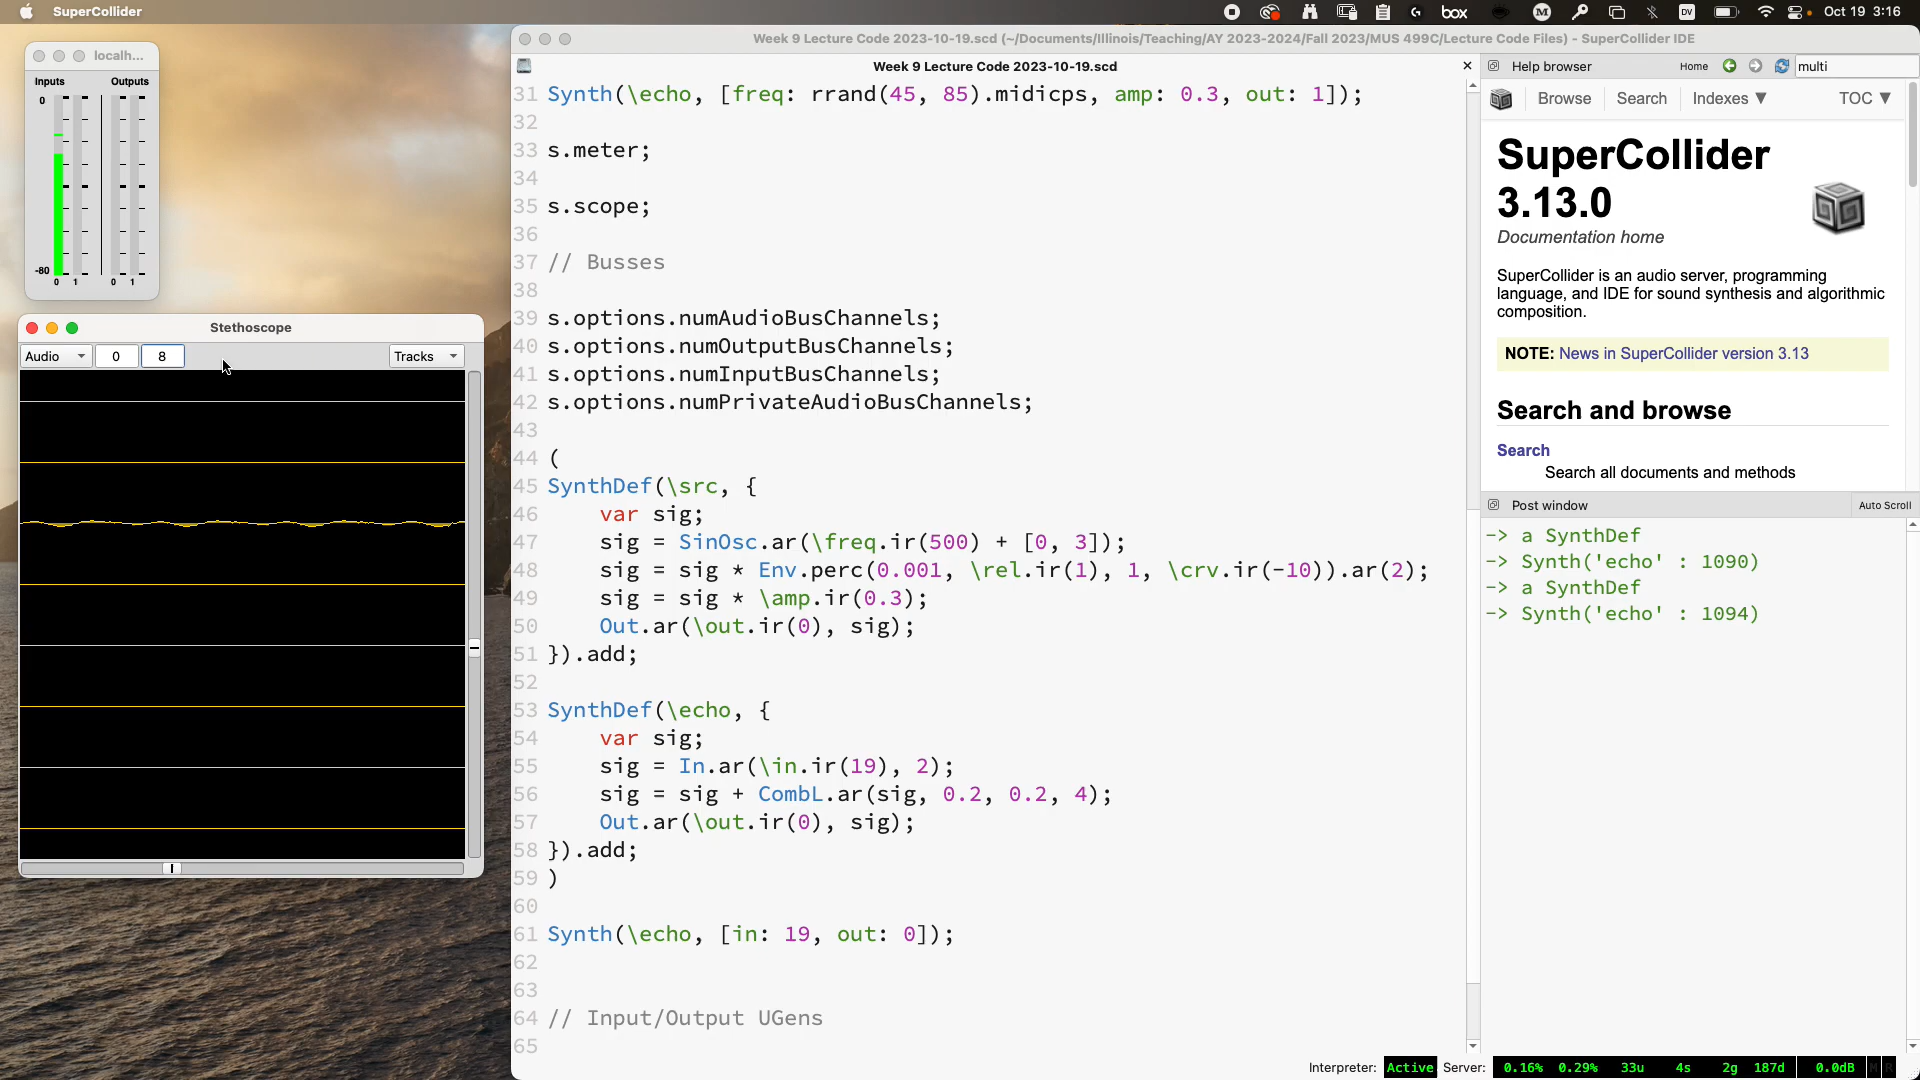 SuperCollider
DV
Oct 19 3:16
box
localh...
Inputs Outputs
0
-80
0 1 0 1
Stethoscope
Audio 0 8 Tracks
Week 9 Lecture Code 2023-10-19.scd (~/Documents/Illinois/Teaching/AY 2023-2024/Fall 2023/MUS 499C/Lecture Code Files) - SuperCollider IDE
Week 9 Lecture Code 2023-10-19.scd
31 Synth(\echo, [freq: rrand(45, 85).midicps, amp: 0.3, out: 1]);
32
33 s.meter;
34
35 s.scope;
36
37 // Busses
38
39 s.options.numAudioBusChannels;
40 s.options.numOutputBusChannels;
41 s.options.numInputBusChannels;
42 s.options.numPrivateAudioBusChannels;
43
44 (
45 SynthDef(\src, {
46 var sig;
47 sig = SinOsc.ar(\freq.ir(500) + [0, 3]);
48 sig = sig * Env.perc(0.001, \rel.ir(1), 1, \crv.ir(-10)).ar(2);
49 sig = sig * \amp.ir(0.3);
50 Out.ar(\out.ir(0), sig);
51 }).add;
52
53 SynthDef(\echo, {
54 var sig;
55 sig = In.ar(\in.ir(19), 2);
56 sig = sig + CombL.ar(sig, 0.2, 0.2, 4);
57 Out.ar(\out.ir(0), sig);
58 }).add;
59 )
60
61 Synth(\echo, [in: 19, out: 0]);
62
63
64 // Input/Output UGens
65
Help browser Home multi
Browse Search Indexes ▼ TOC ▼
SuperCollider
3.13.0
Documentation home
SuperCollider is an audio server, programming
language, and IDE for sound synthesis and algorithmic
composition.
NOTE: News in SuperCollider version 3.13
Search and browse
Search
Search all documents and methods
Post window Auto Scroll
-> a SynthDef
-> Synth('echo' : 1090)
-> a SynthDef
-> Synth('echo' : 1094)
Interpreter: Active Server: 0.16% 0.29% 33u 4s 2g 187d 0.0dB M R